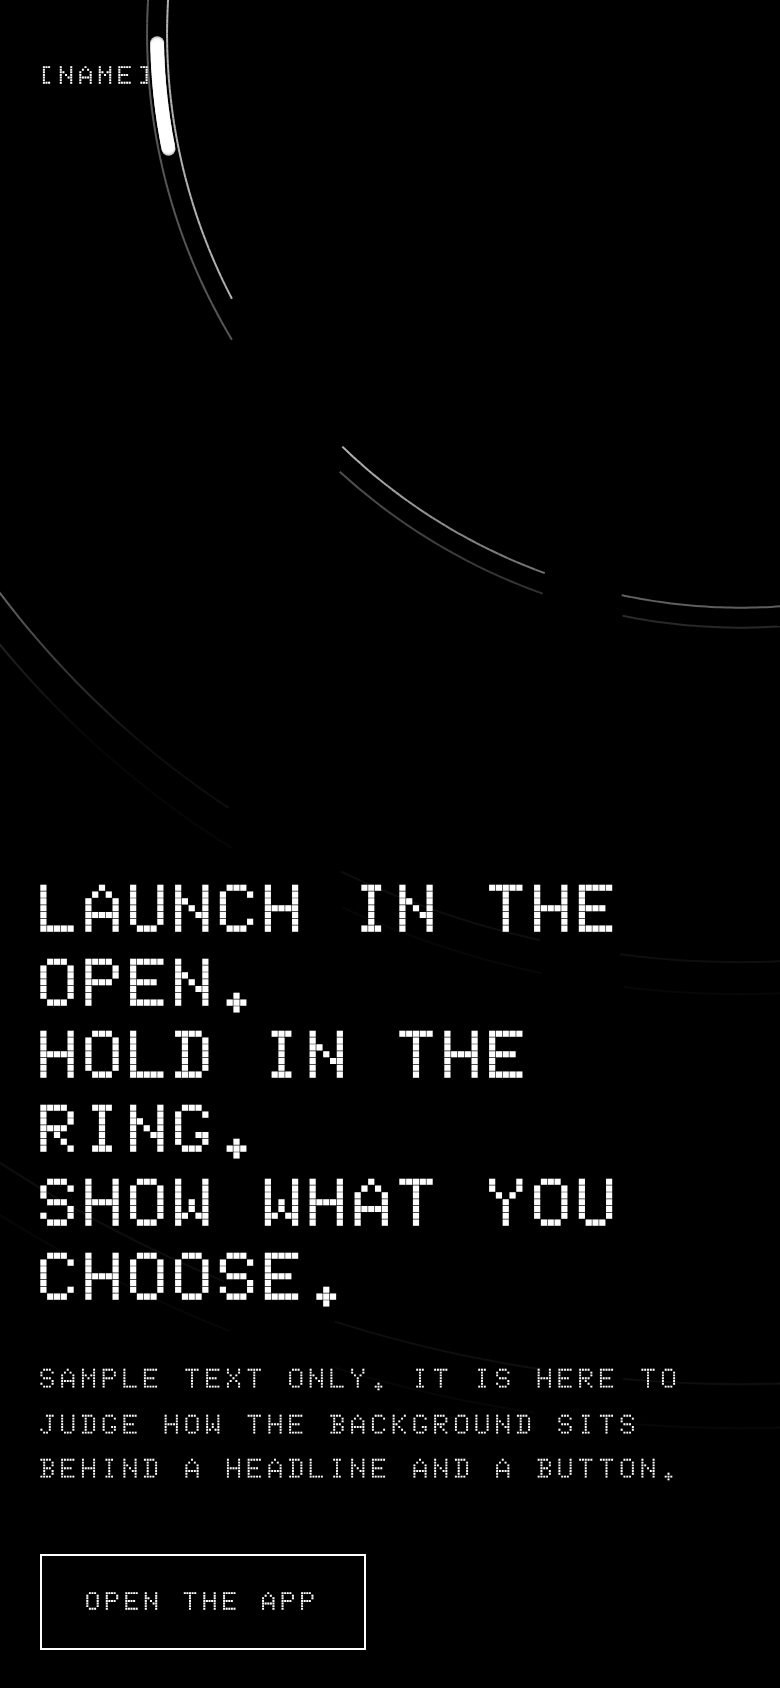 [NAME]
LAUNCH IN THE
OPEN.
HOLD IN THE
RING.
SHOW WHAT YOU
CHOOSE.
SAMPLE TEXT ONLY. IT IS HERE TO
JUDGE HOW THE BACKGROUND SITS
BEHIND A HEADLINE AND A BUTTON.
OPEN THE APP